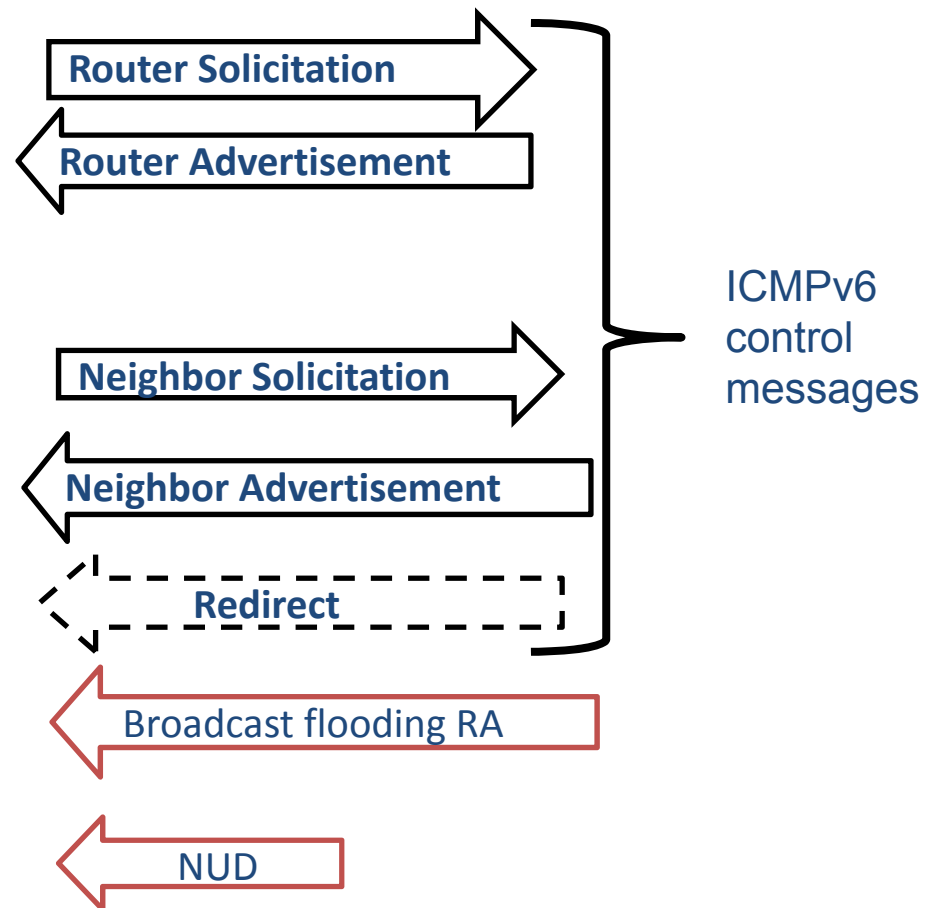 Router Solicitation
Router Advertisement
ICMPv6
control
messages
Neighbor Solicitation
Neighbor Advertisement
Redirect
Broadcast flooding RA
NUD